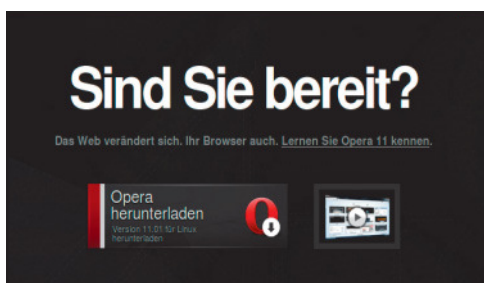 Sind Sie bereit?
Das Web verändert sich. Ihr Browser auch. Lernen Sie Opera 11 kennen.
Opera
herunterladen
Version 11.01 für Linux
herunterladen